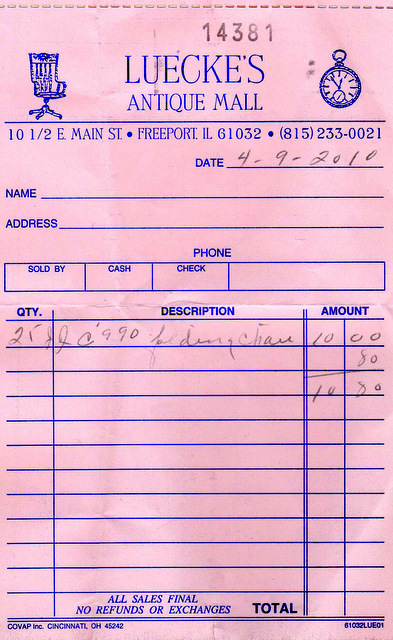 14381
LUECKE'S
ANTIQUE MALL
10 1/2 E. MAIN ST. • FREEPORT, IL 61032 • (815) 233-0021
DATE 4-9-2010
NAME
ADDRESS
PHONE
SOLD BY CASH CHECK
QTY. DESCRIPTION AMOUNT
folding chair 10 00
80
10 80
ALL SALES FINAL
NO REFUNDS OR EXCHANGES TOTAL
COVAP Inc. CINCINNATI, OH 45242 61032LUE01